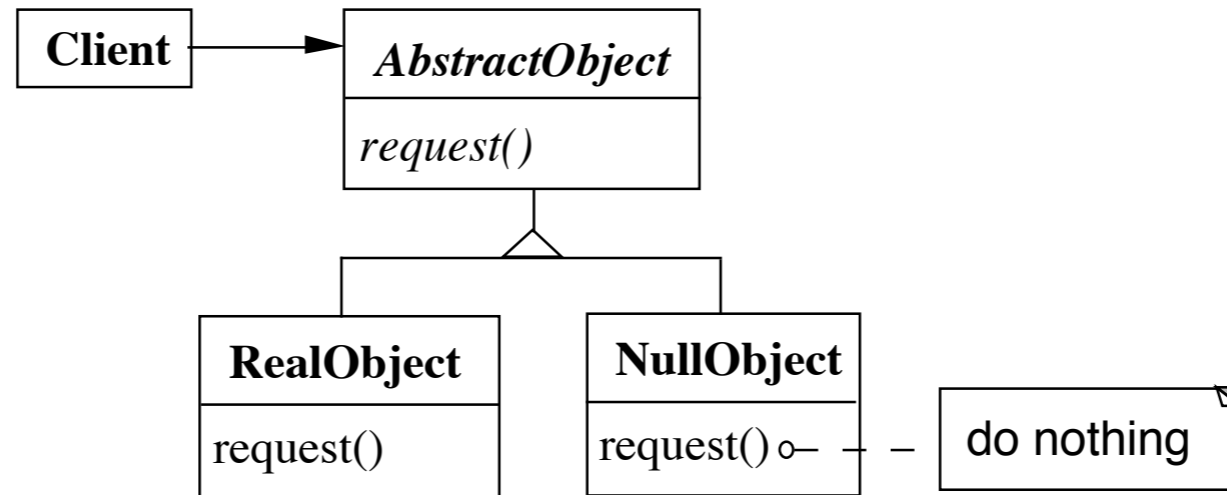 Client
AbstractObject
request()
RealObject
request()
NullObject
request()
do nothing